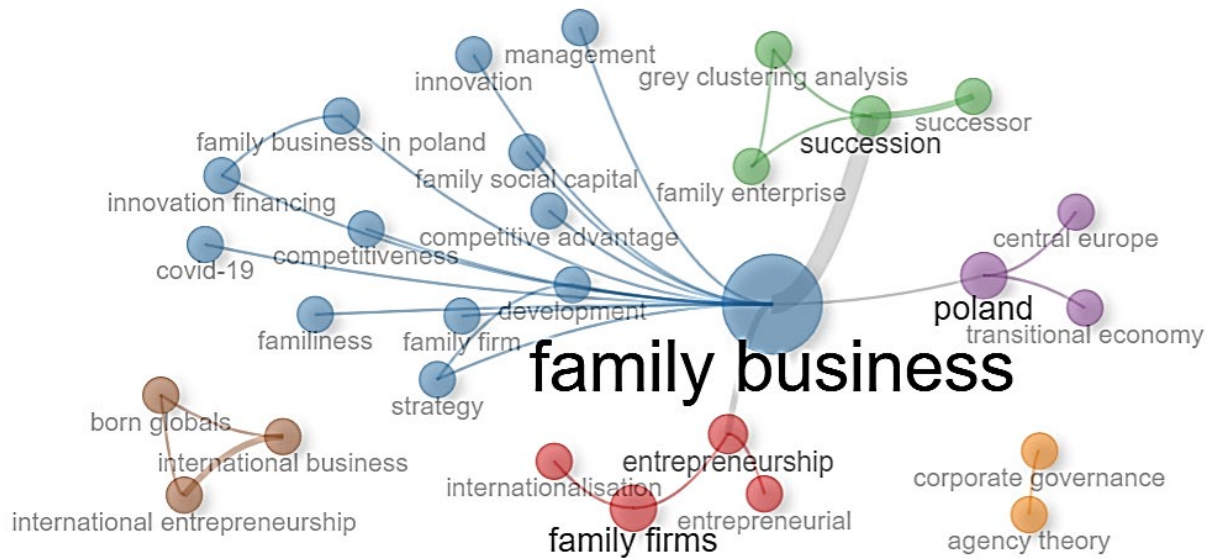 management
innovation
grey clustering analysis
successor
family business in poland
succession
family social capital
family enterprise
innovation financing
competitive advantage
central europe
competitiveness
covid-19
development
poland
familiness
family firm
transitional economy
family business
strategy
born globals
international business
entrepreneurship
internationalisation
corporate governance
international entrepreneurship
entrepreneurial
family firms
agency theory